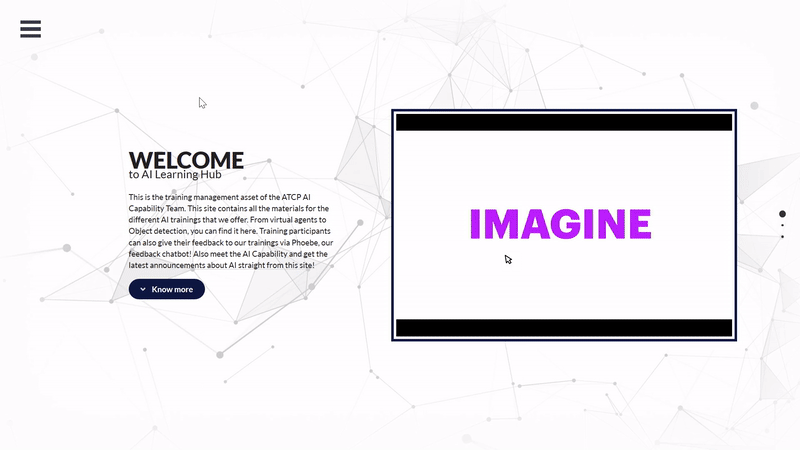 WELCOME
to AI Learning Hub
This is the training management asset of the ATCP AI
Capability Team. This site contains all the materials for the
different AI trainings that we offer. From virtual agents to
Object detection, you can find it here. Training participants
can also give their feedback to our trainings via Phoebe, our
feedback chatbot! Also meet the AI Capability and get the
latest announcements about AI straight from this site!
Know more
IMAGINE